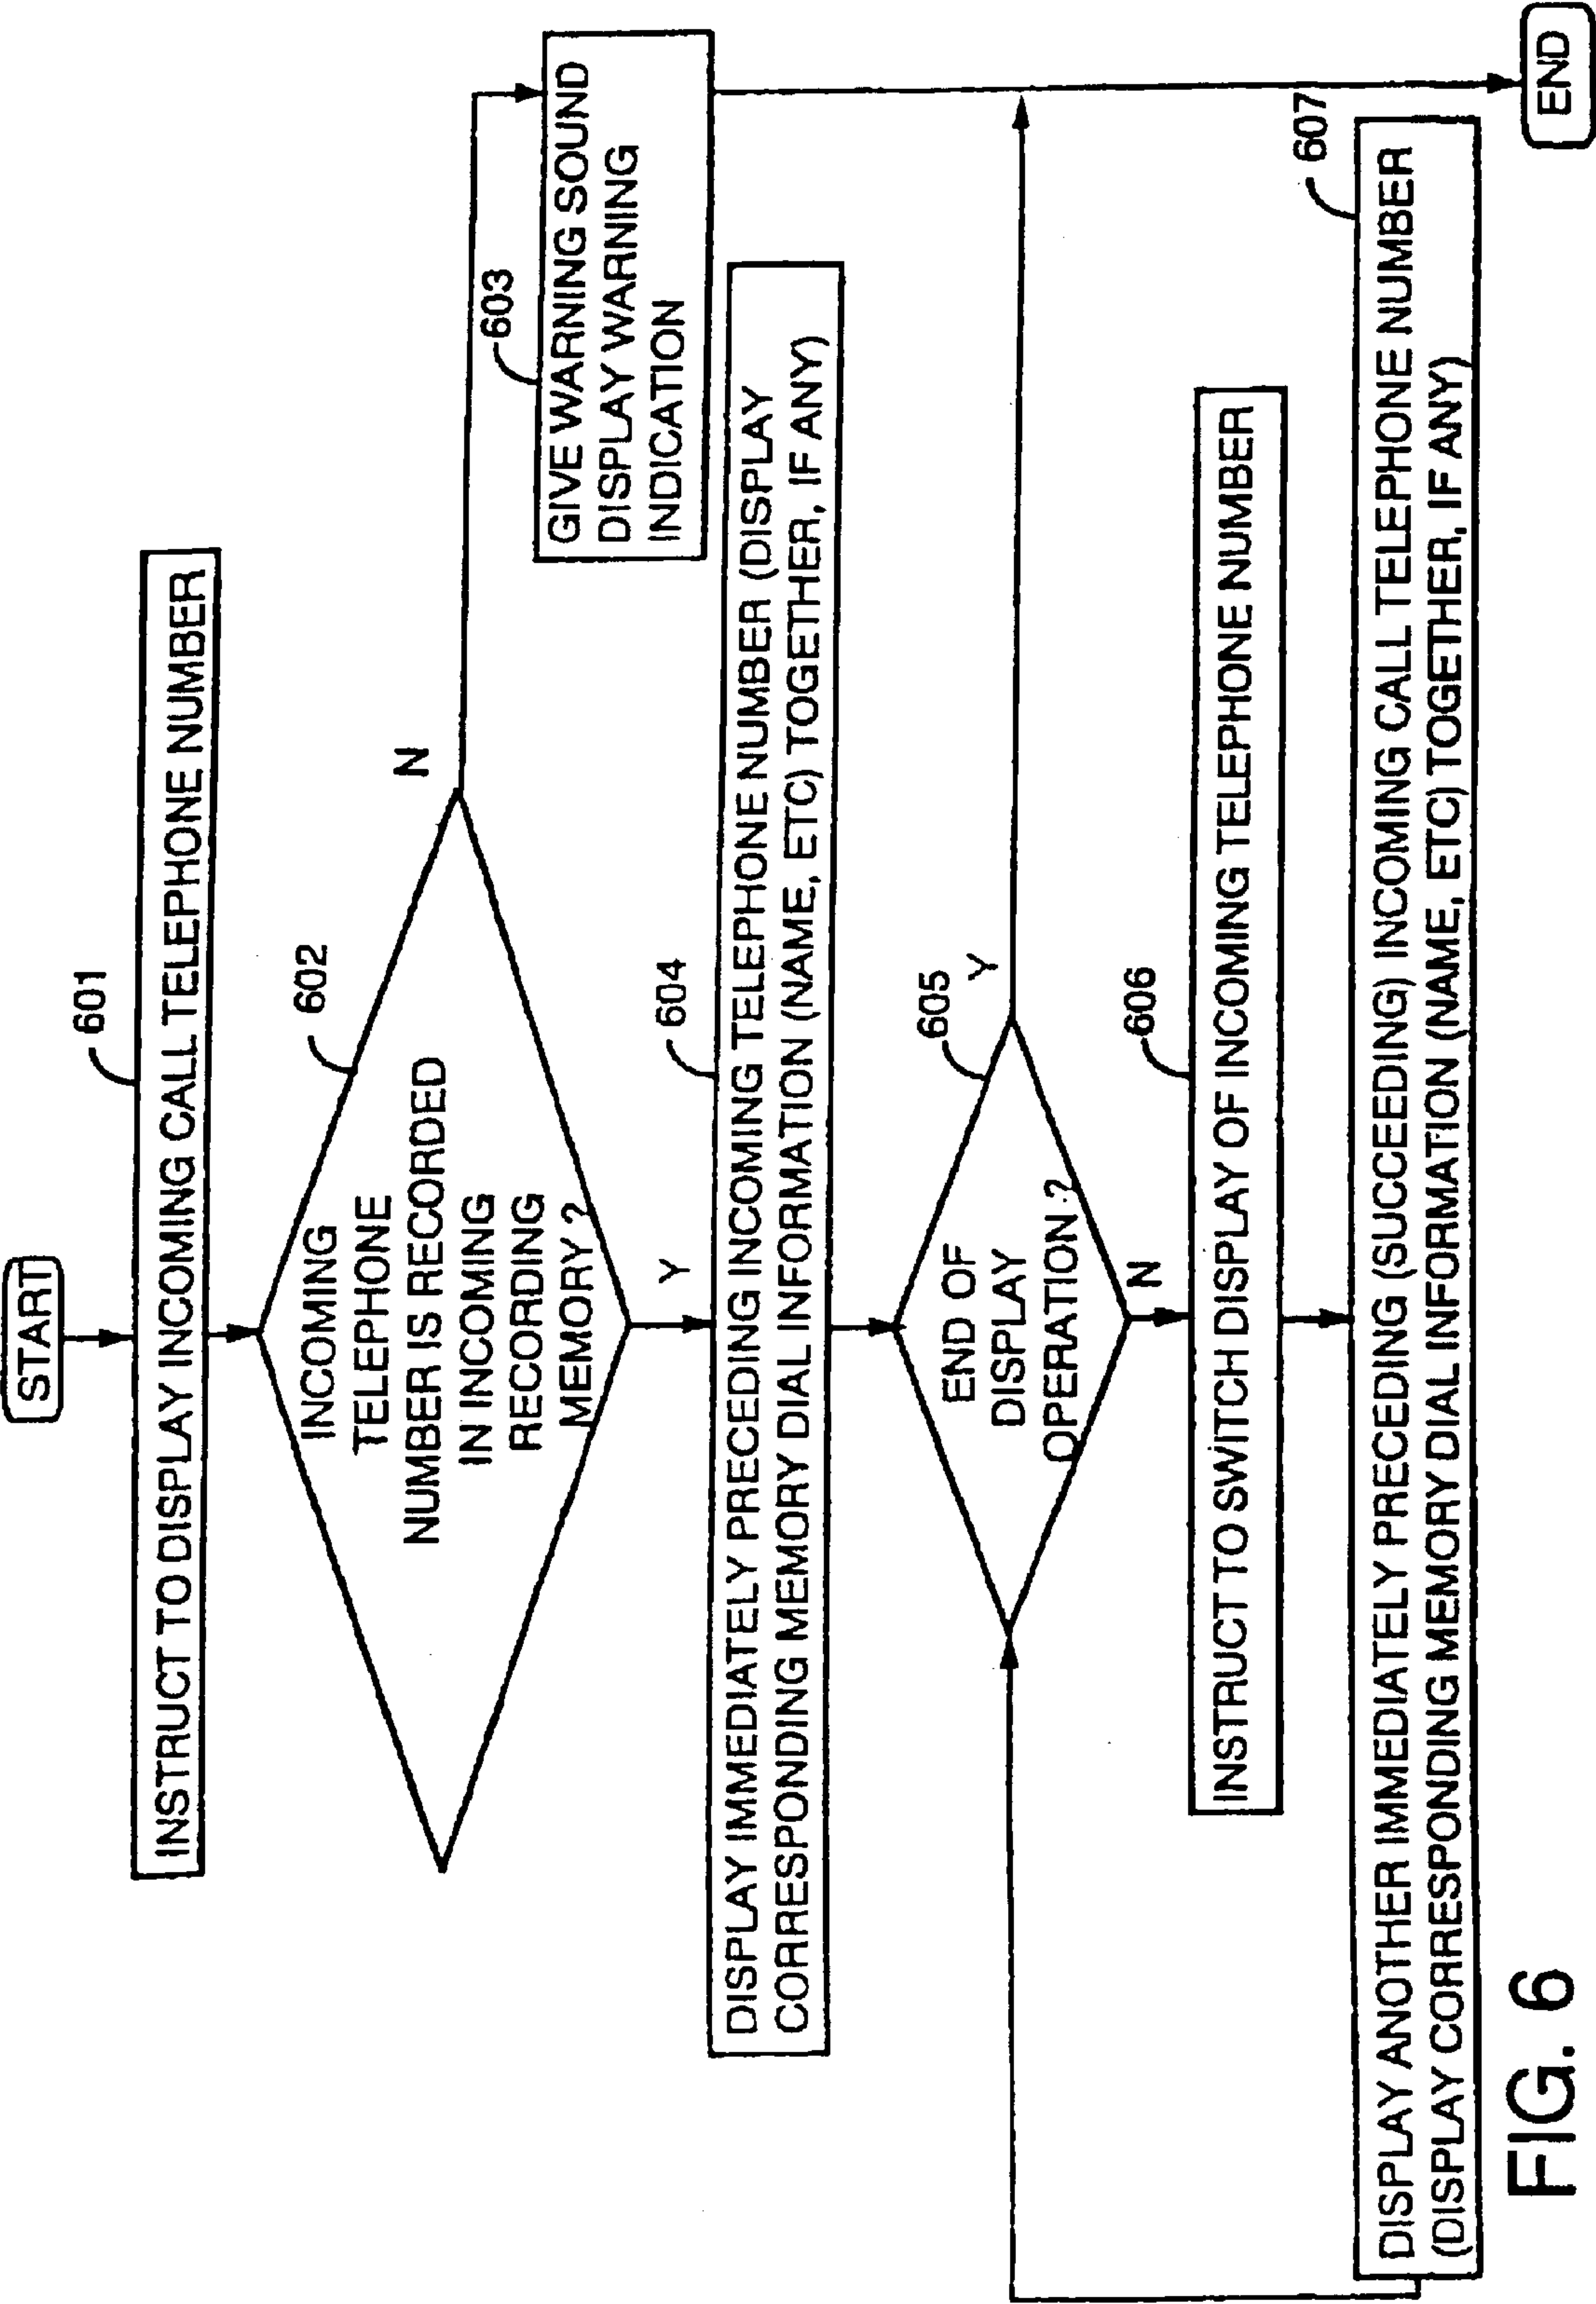 START
601
INSTRUCT TO DISPLAY INCOMING CALL TELEPHONE NUMBER
602
INCOMING
TELEPHONE
NUMBER IS RECORDED
IN INCOMING
RECORDING
MEMORY ?
N
603
GIVE WARNING SOUND
DISPLAY WARNING
INDICATION
Y
604
DISPLAY IMMEDIATELY PRECEDING INCOMING TELEPHONE NUMBER (DISPLAY
CORRESPONDING MEMORY DIAL INFORMATION (NAME, ETC) TOGETHER, IF ANY)
605
Y
END OF
DISPLAY
OPERATION ?
N
606
INSTRUCT TO SWITCH DISPLAY OF INCOMING TELEPHONE NUMBER
607
DISPLAY ANOTHER IMMEDIATELY PRECEDING (SUCCEEDING) INCOMING CALL TELEPHONE NUMBER
(DISPLAY CORRESPONDING MEMORY DIAL INFORMATION (NAME, ETC) TOGETHER, IF ANY)
END
FIG. 6